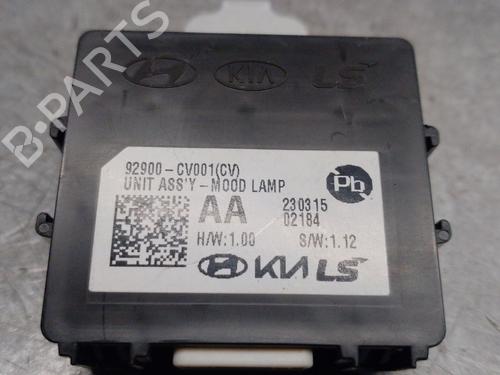 KIA LS
B-PARTS
92900-CV001(CV)
UNIT ASS'Y-MOOD LAMP
Pb
AA 230315
02184
H/W:1.00 S/W:1.12
KIA LS